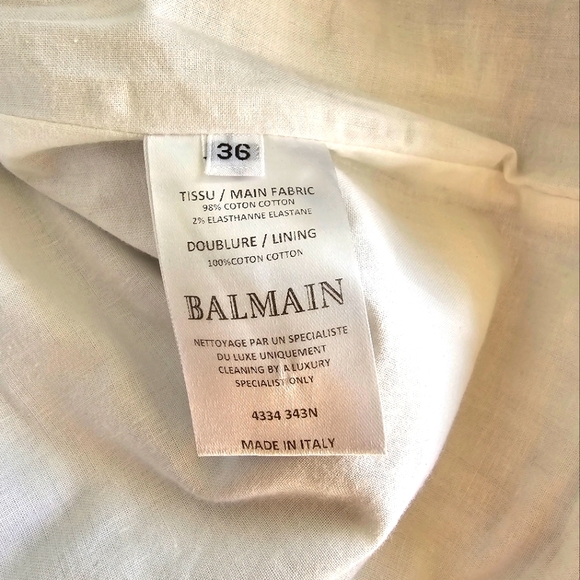 36
TISSU / MAIN FABRIC
98% COTON COTTON
2% ELASTHANNE ELASTANE
DOUBLURE / LINING
100%COTON COTTON
BALMAIN
NETTOYAGE PAR UN SPECIALISTE
DU LUXE UNIQUEMENT
CLEANING BY A LUXURY
SPECIALIST ONLY
4334 343N
MADE IN ITALY